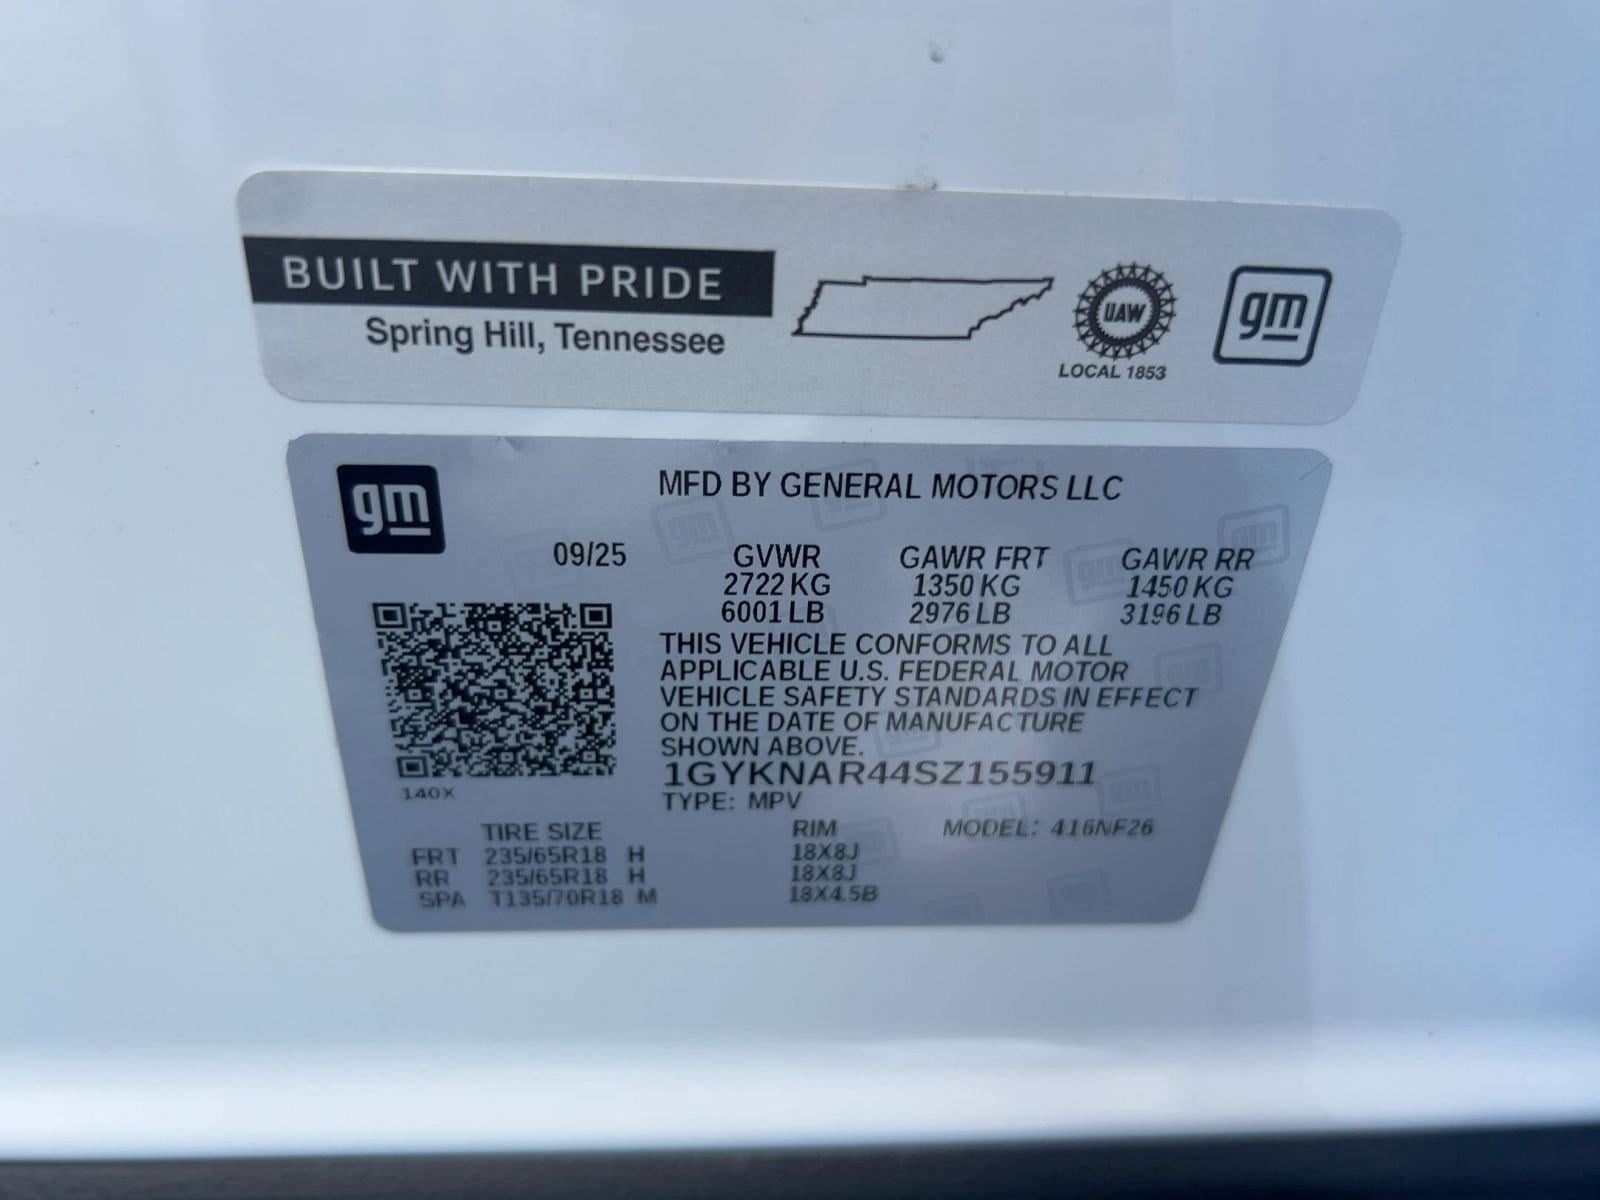 BUILT WITH PRIDE
Spring Hill, Tennessee
UAW
LOCAL 1853
gm
gm
MFD BY GENERAL MOTORS LLC
09/25 GVWR GAWR FRT GAWR RR
2722 KG 1350 KG 1450 KG
6001 LB 2976 LB 3196 LB
THIS VEHICLE CONFORMS TO ALL
APPLICABLE U.S. FEDERAL MOTOR
VEHICLE SAFETY STANDARDS IN EFFECT
ON THE DATE OF MANUFACTURE
SHOWN ABOVE.
1GYKNAR44SZ155911
140X
TYPE: MPV
TIRE SIZE RIM MODEL: 416NF26
FRT 235/65R18 H 18X8J
RR 235/65R18 H 18X8J
SPA T135/70R18 M 18X4.5B